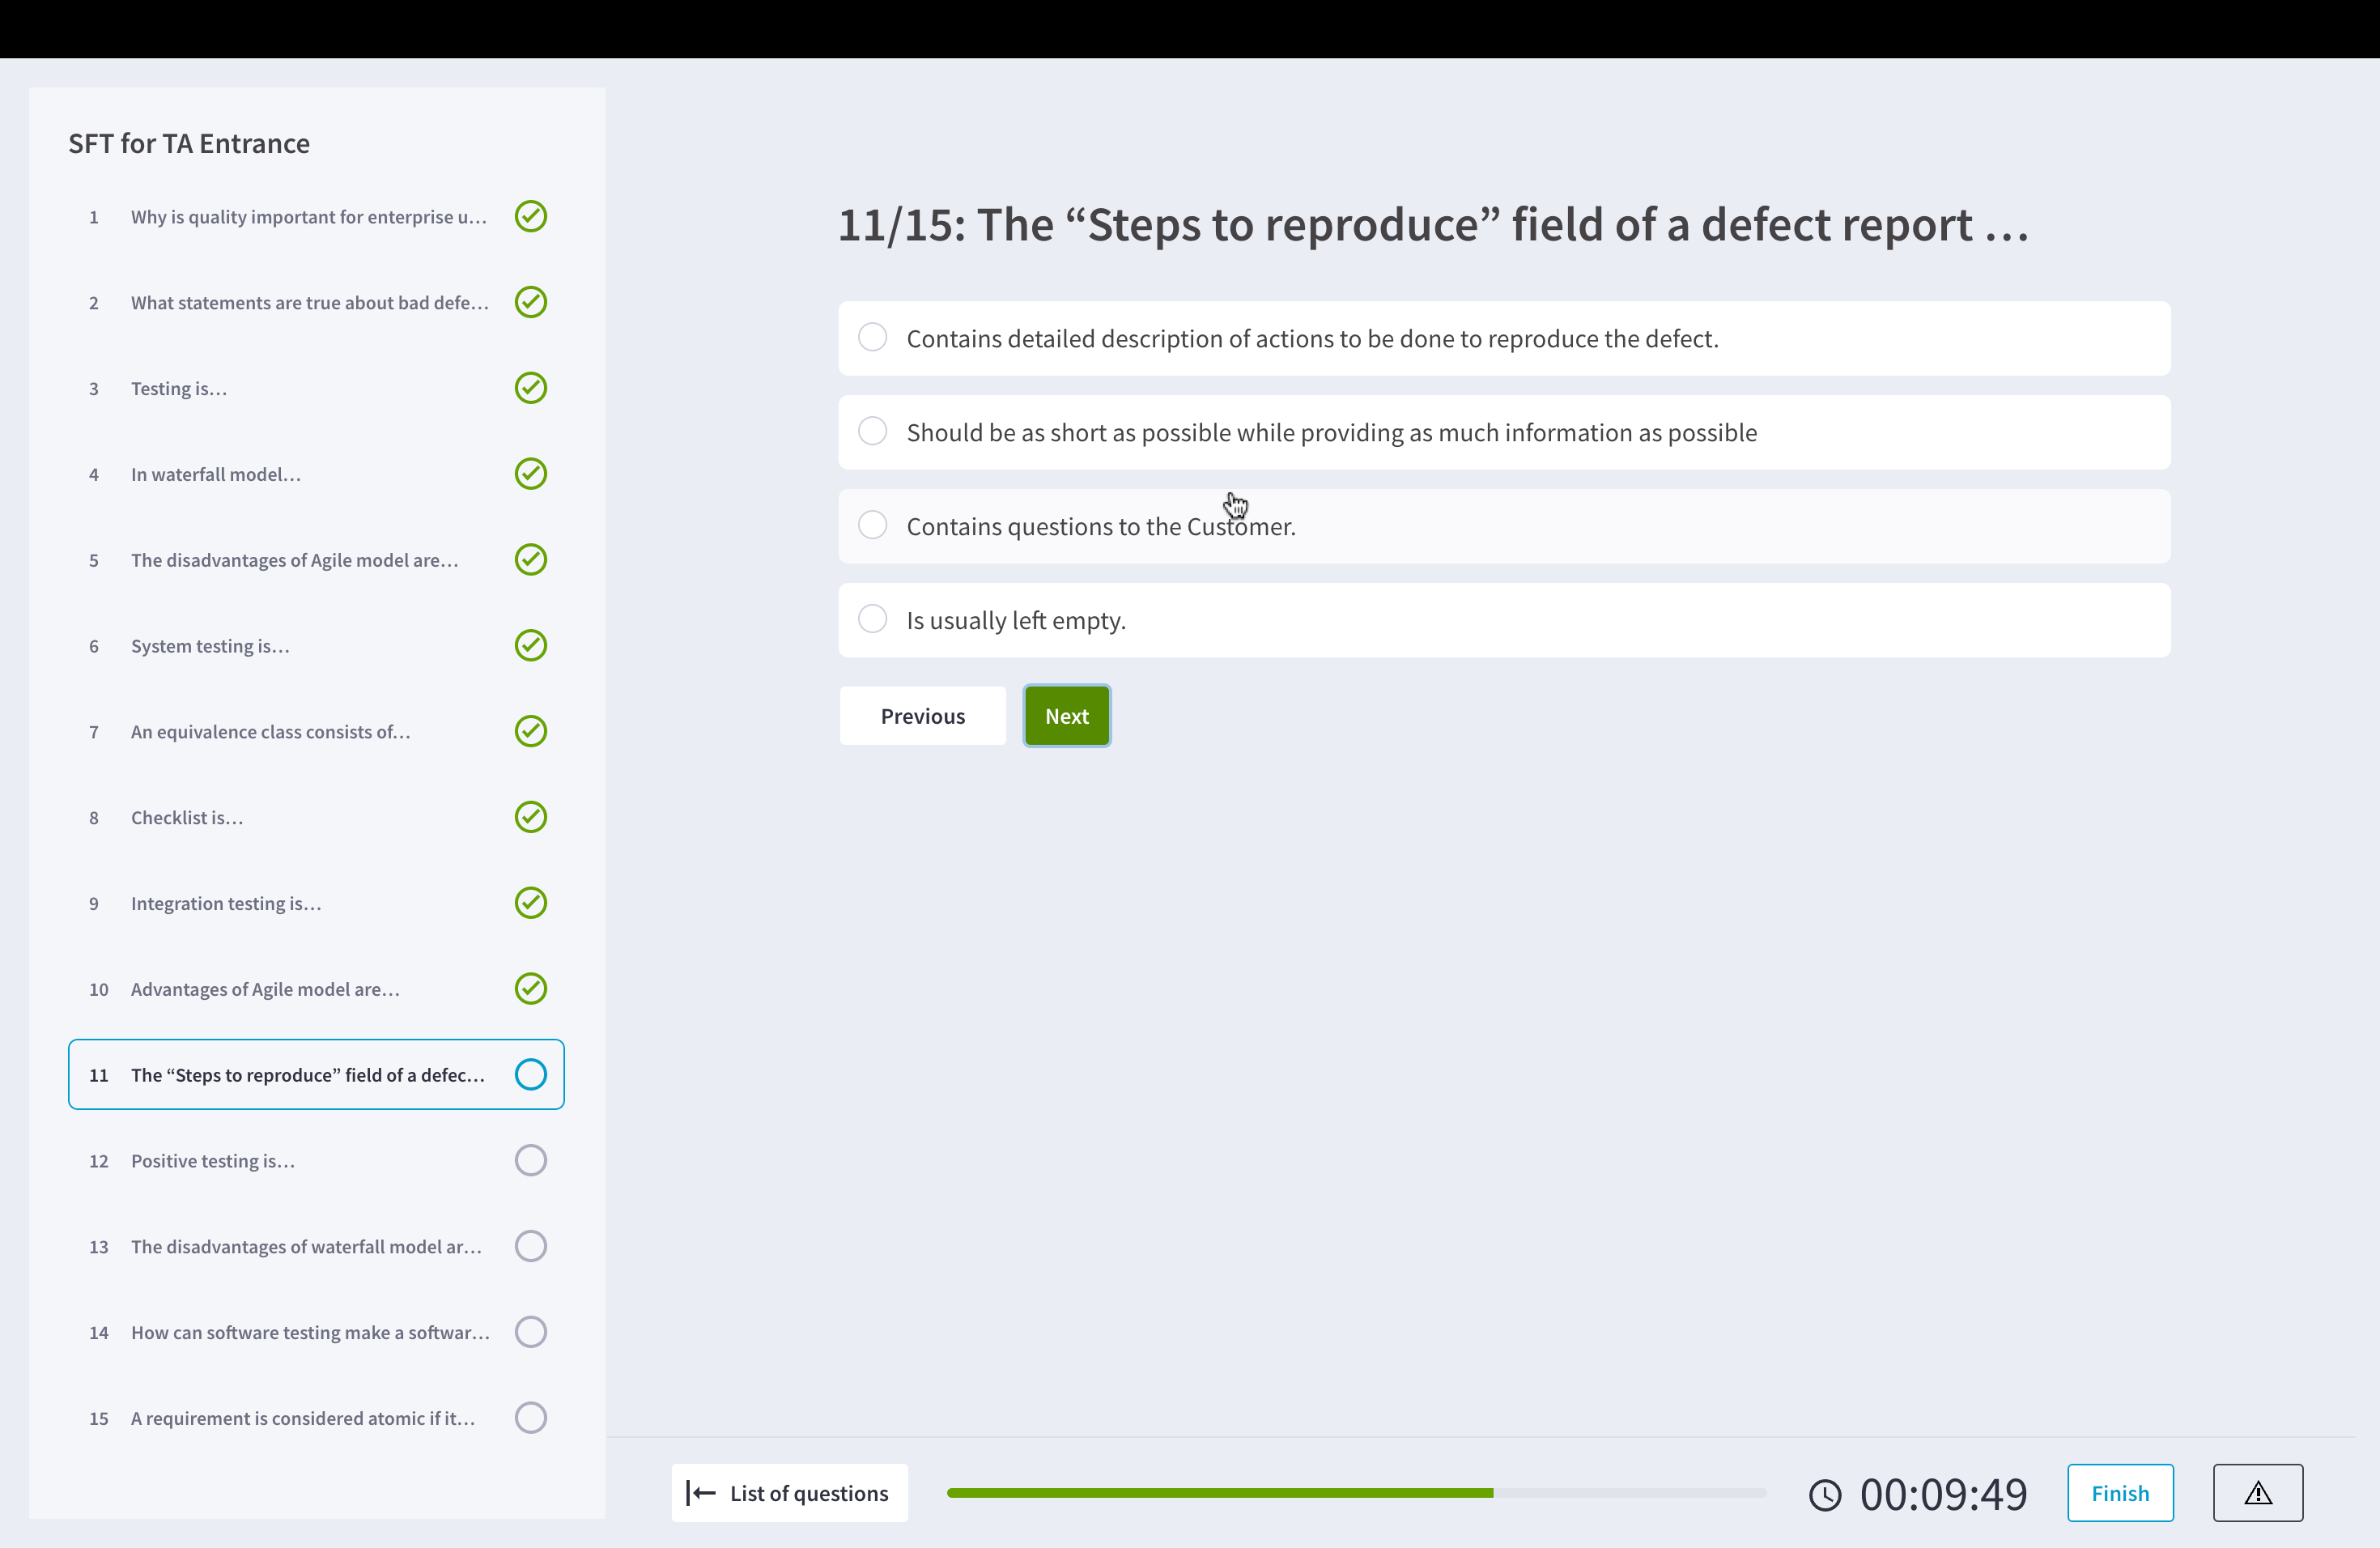 SFT for TA Entrance
1 Why is quality important for enterprise u...
2 What statements are true about bad defe...
3 Testing is...
4 In waterfall model...
5 The disadvantages of Agile model are...
6 System testing is...
7 An equivalence class consists of...
8 Checklist is...
9 Integration testing is...
10 Advantages of Agile model are...
11 The “Steps to reproduce” field of a defec...
12 Positive testing is...
13 The disadvantages of waterfall model ar...
14 How can software testing make a softwar...
15 A requirement is considered atomic if it...
11/15: The “Steps to reproduce” field of a defect report ...
Contains detailed description of actions to be done to reproduce the defect.
Should be as short as possible while providing as much information as possible
Contains questions to the Customer.
Is usually left empty.
Previous Next
List of questions 00:09:49 Finish